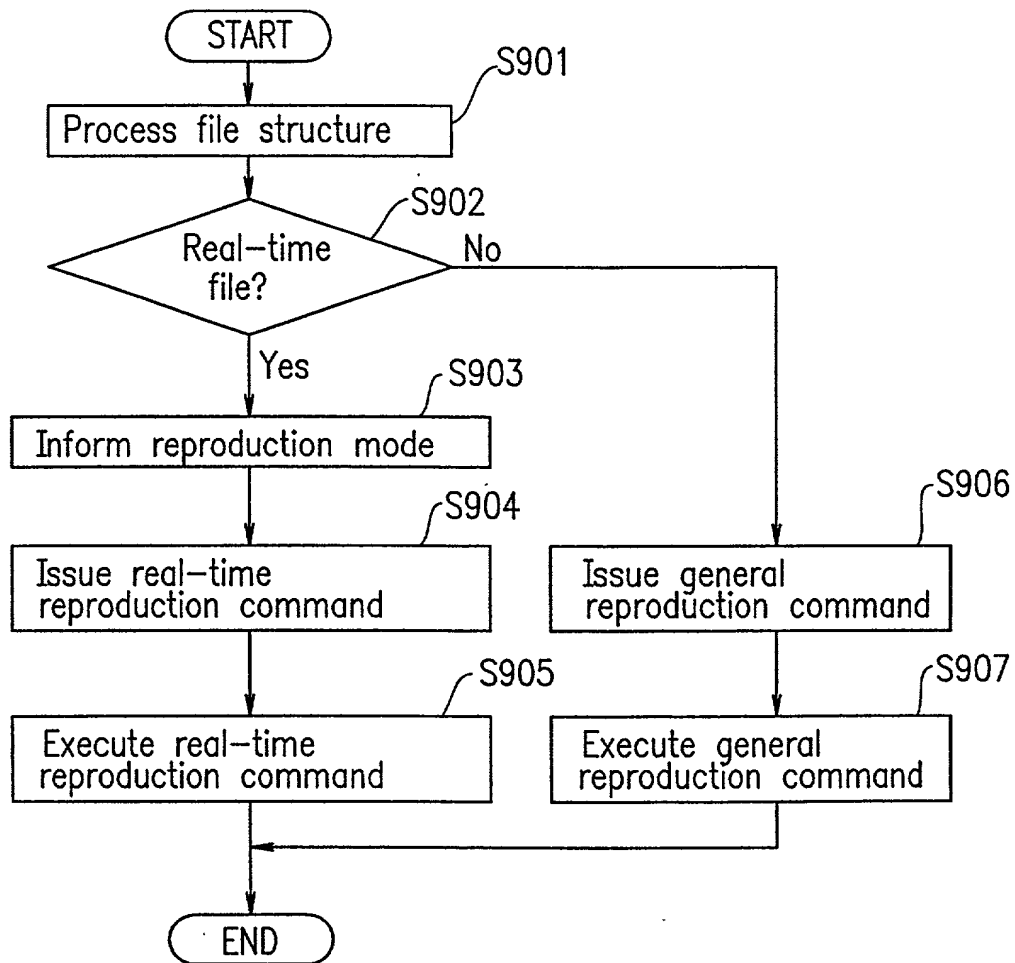 START
S901
Process file structure
S902
Real-time
file?
No
Yes
S903
Inform reproduction mode
S904
Issue real-time
reproduction command
S906
Issue general
reproduction command
S905
Execute real-time
reproduction command
S907
Execute general
reproduction command
END